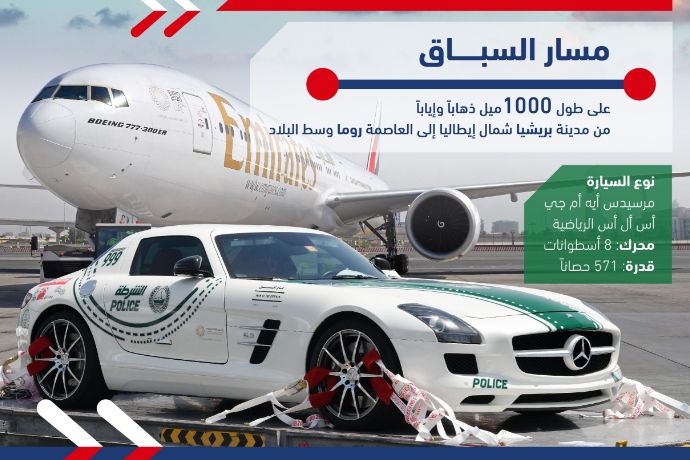 مسار السبـــاق
على طول 1000 ميل ذهاباً وإياباً
من مدينة بريشيا شمال إيطاليا إلى العاصمة روما وسط البلاد
نوع السيارة
مرسيدس أيه أم جي
أس أل أس الرياضية
محرك: 8 أسطوانات
قدرة: 571 حصاناً
BOEING 777-300ER
Emirates
999
الشرطة
POLICE
POLICE